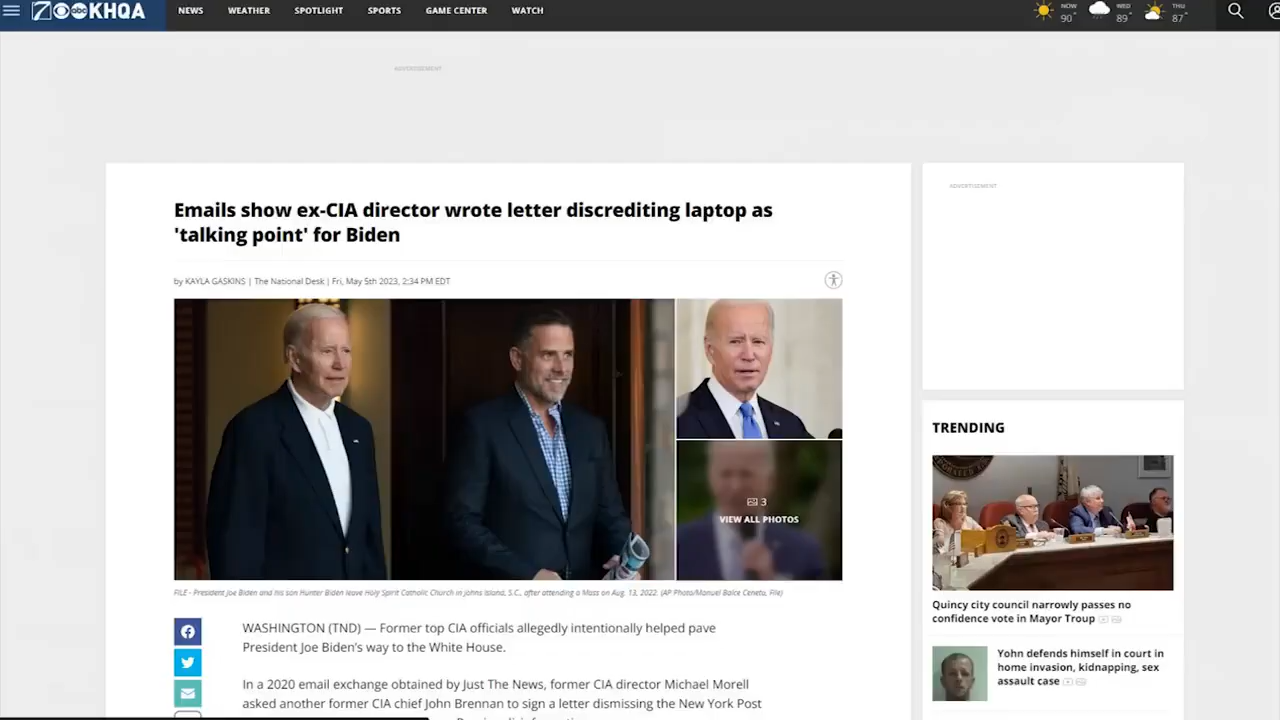 7 CBS abc KHQA
NEWS
WEATHER
SPOTLIGHT
SPORTS
GAME CENTER
WATCH
NOW
90°
WED
89°
THU
87°
ADVERTISEMENT
Emails show ex-CIA director wrote letter discrediting laptop as
'talking point' for Biden
by KAYLA GASKINS | The National Desk | Fri, May 5th 2023, 2:34 PM EDT
3
VIEW ALL PHOTOS
FILE - President Joe Biden and his son Hunter Biden leave Holy Spirit Catholic Church in Johns Island, S.C., after attending a Mass on Aug. 13, 2022. (AP Photo/Manuel Balce Ceneta, File)
WASHINGTON (TND) — Former top CIA officials allegedly intentionally helped pave
President Joe Biden's way to the White House.
In a 2020 email exchange obtained by Just The News, former CIA director Michael Morell
asked another former CIA chief John Brennan to sign a letter dismissing the New York Post
ADVERTISEMENT
TRENDING
Quincy city council narrowly passes no
confidence vote in Mayor Troup
Yohn defends himself in court in
home invasion, kidnapping, sex
assault case